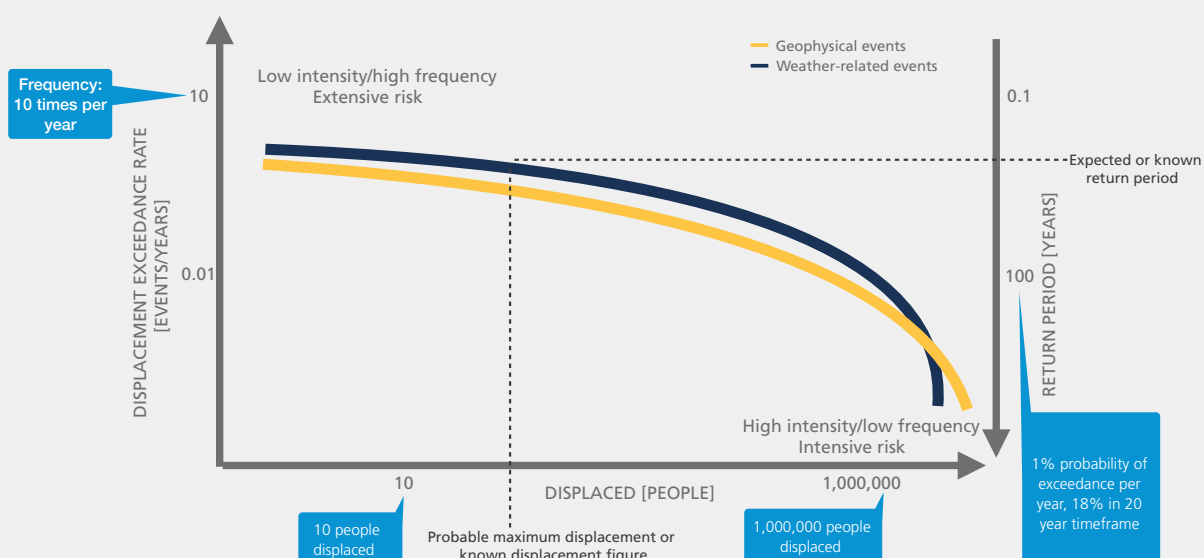 Geophysical events
Weather-related events
Low intensity/high frequency
Extensive risk
Frequency:
10 times per
year
10
0.01
DISPLACEMENT EXCEEDANCE RATE
[EVENTS/YEARS]
0.1
Expected or known
return period
100
RETURN PERIOD [YEARS]
High intensity/low frequency
Intensive risk
1% probability of
exceedance per
year, 18% in 20
year timeframe
10
DISPLACED [PEOPLE]
1,000,000
10 people
displaced
Probable maximum displacement or
known displacement figure
1,000,000 people
displaced